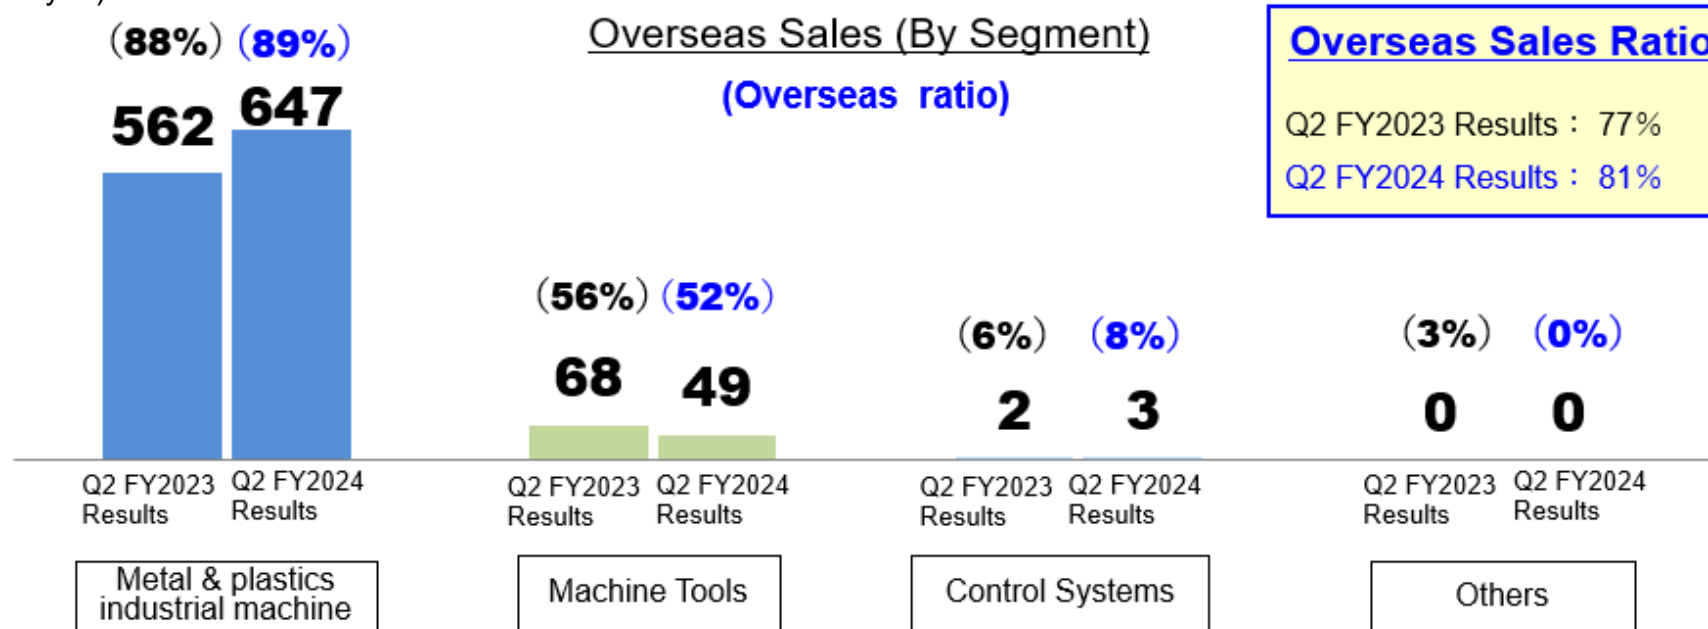 Overseas Sales (By Segment)
(Overseas ratio)
Overseas Sales Ratio
Q2 FY2023 Results : 77%
Q2 FY2024 Results : 81%
(88%) (89%)
562 647
(56%) (52%)
68 49
(6%) (8%)
2 3
(3%) (0%)
0 0
Q2 FY2023 Results
Q2 FY2024 Results
Q2 FY2023 Results
Q2 FY2024 Results
Q2 FY2023 Results
Q2 FY2024 Results
Q2 FY2023 Results
Q2 FY2024 Results
Metal & plastics
industrial machine
Machine Tools
Control Systems
Others